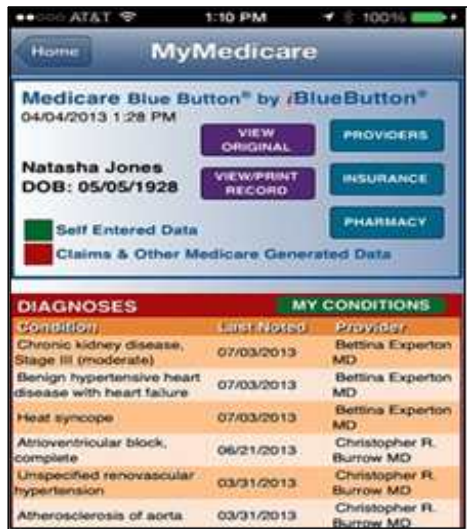 AT&T 1:10 PM 100%
Home MyMedicare
Medicare Blue Button® by iBlueButton®
04/04/2013 1:28 PM
VIEW ORIGINAL
PROVIDERS
Natasha Jones
DOB: 05/05/1928
VIEW/PRINT RECORD
INSURANCE
PHARMACY
Self Entered Data
Claims & Other Medicare Generated Data
DIAGNOSES MY CONDITIONS
Condition Last Noted Provider
Chronic kidney disease, Stage III (moderate) 07/03/2013 Bettina Experton MD
Benign hypertensive heart disease with heart failure 07/03/2013 Bettina Experton MD
Heat syncope 07/03/2013 Bettina Experton MD
Atrioventricular block, complete 06/21/2013 Christopher R. Burrow MD
Unspecified renovascular hypertension 03/31/2013 Christopher R. Burrow MD
Atherosclerosis of aorta 03/31/2013 Christopher R. Burrow MD